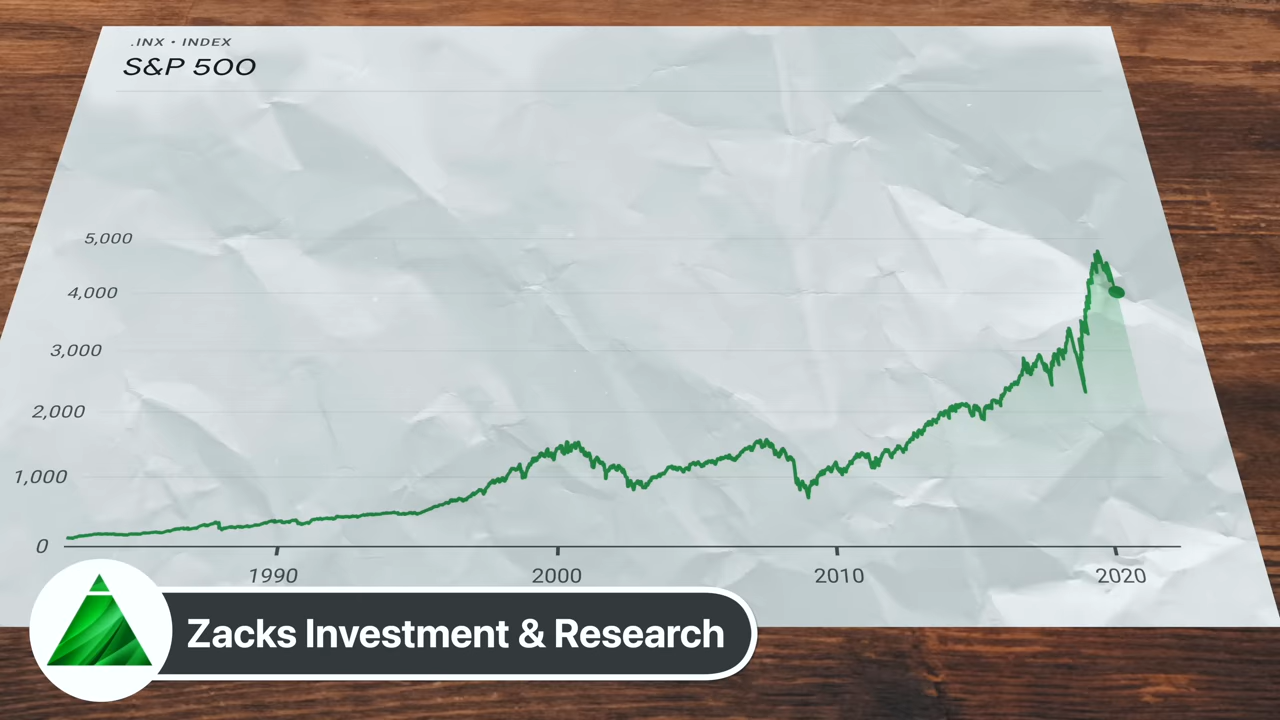 .INX • INDEX
S&P 500
5,000
4,000
3,000
2,000
1,000
0
1990 2000 2010 2020
Zacks Investment & Research